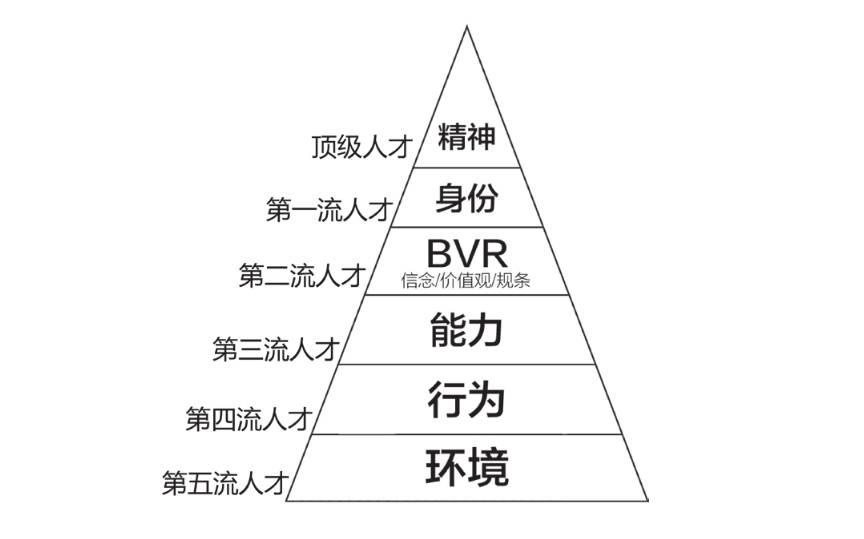 顶级人才 精神
第一流人才 身份
第二流人才 BVR
信念/价值观/规条
第三流人才 能力
第四流人才 行为
第五流人才 环境